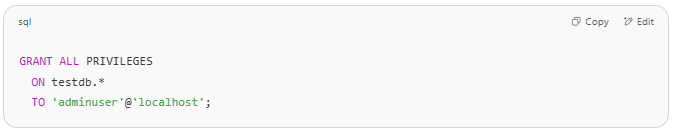 sql
Copy
Edit
GRANT ALL PRIVILEGES
ON testdb.*
TO 'adminuser'@'localhost';